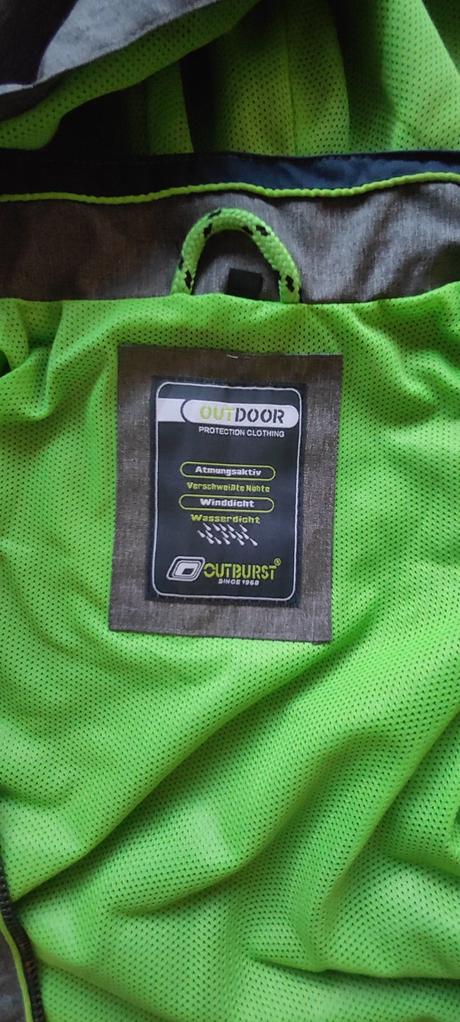 OUTDOOR
PROTECTION CLOTHING
Atmungsaktiv
Verschweißte Nähte
Winddicht
Wasserdicht
OUTBURST®
SINCE 1968